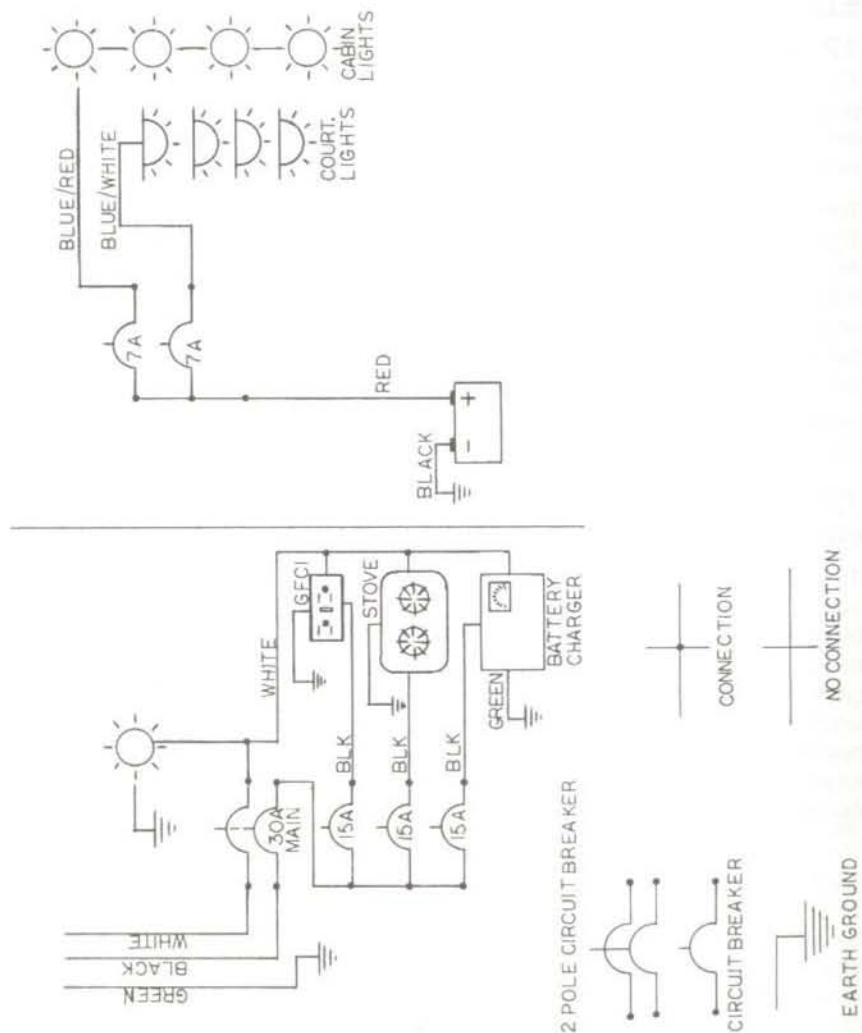 CABIN
LIGHTS
COURT.
LIGHTS
BLUE/RED
BLUE/WHITE
7A
7A
RED
+
-
BLACK
GFCI
STOVE
BATTERY
CHARGER
WHITE
GREEN
BLK
BLK
BLK
15A
15A
15A
30A
MAIN
WHITE
BLACK
GREEN
CONNECTION
NO CONNECTION
2 POLE CIRCUIT BREAKER
CIRCUIT BREAKER
EARTH GROUND